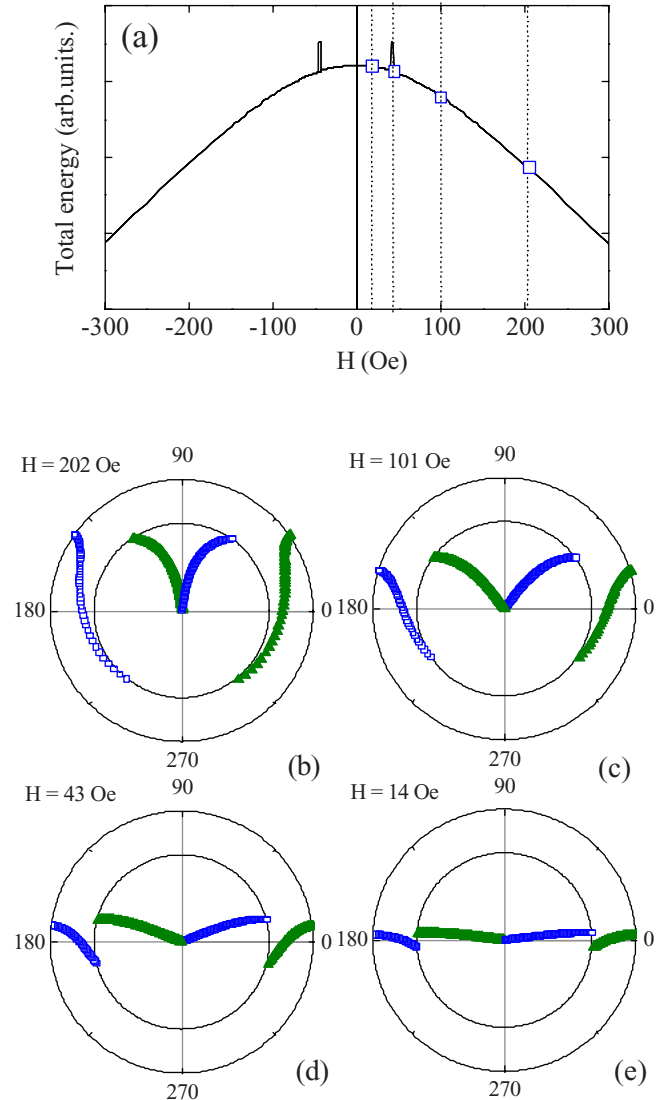 (a)
Total energy (arb.units.)
-300 -200 -100 0 100 200 300
H (Oe)
H = 202 Oe
90
180
0
270
(b)
H = 101 Oe
90
180
0
270
(c)
H = 43 Oe
90
180
0
270
(d)
H = 14 Oe
90
180
0
270
(e)